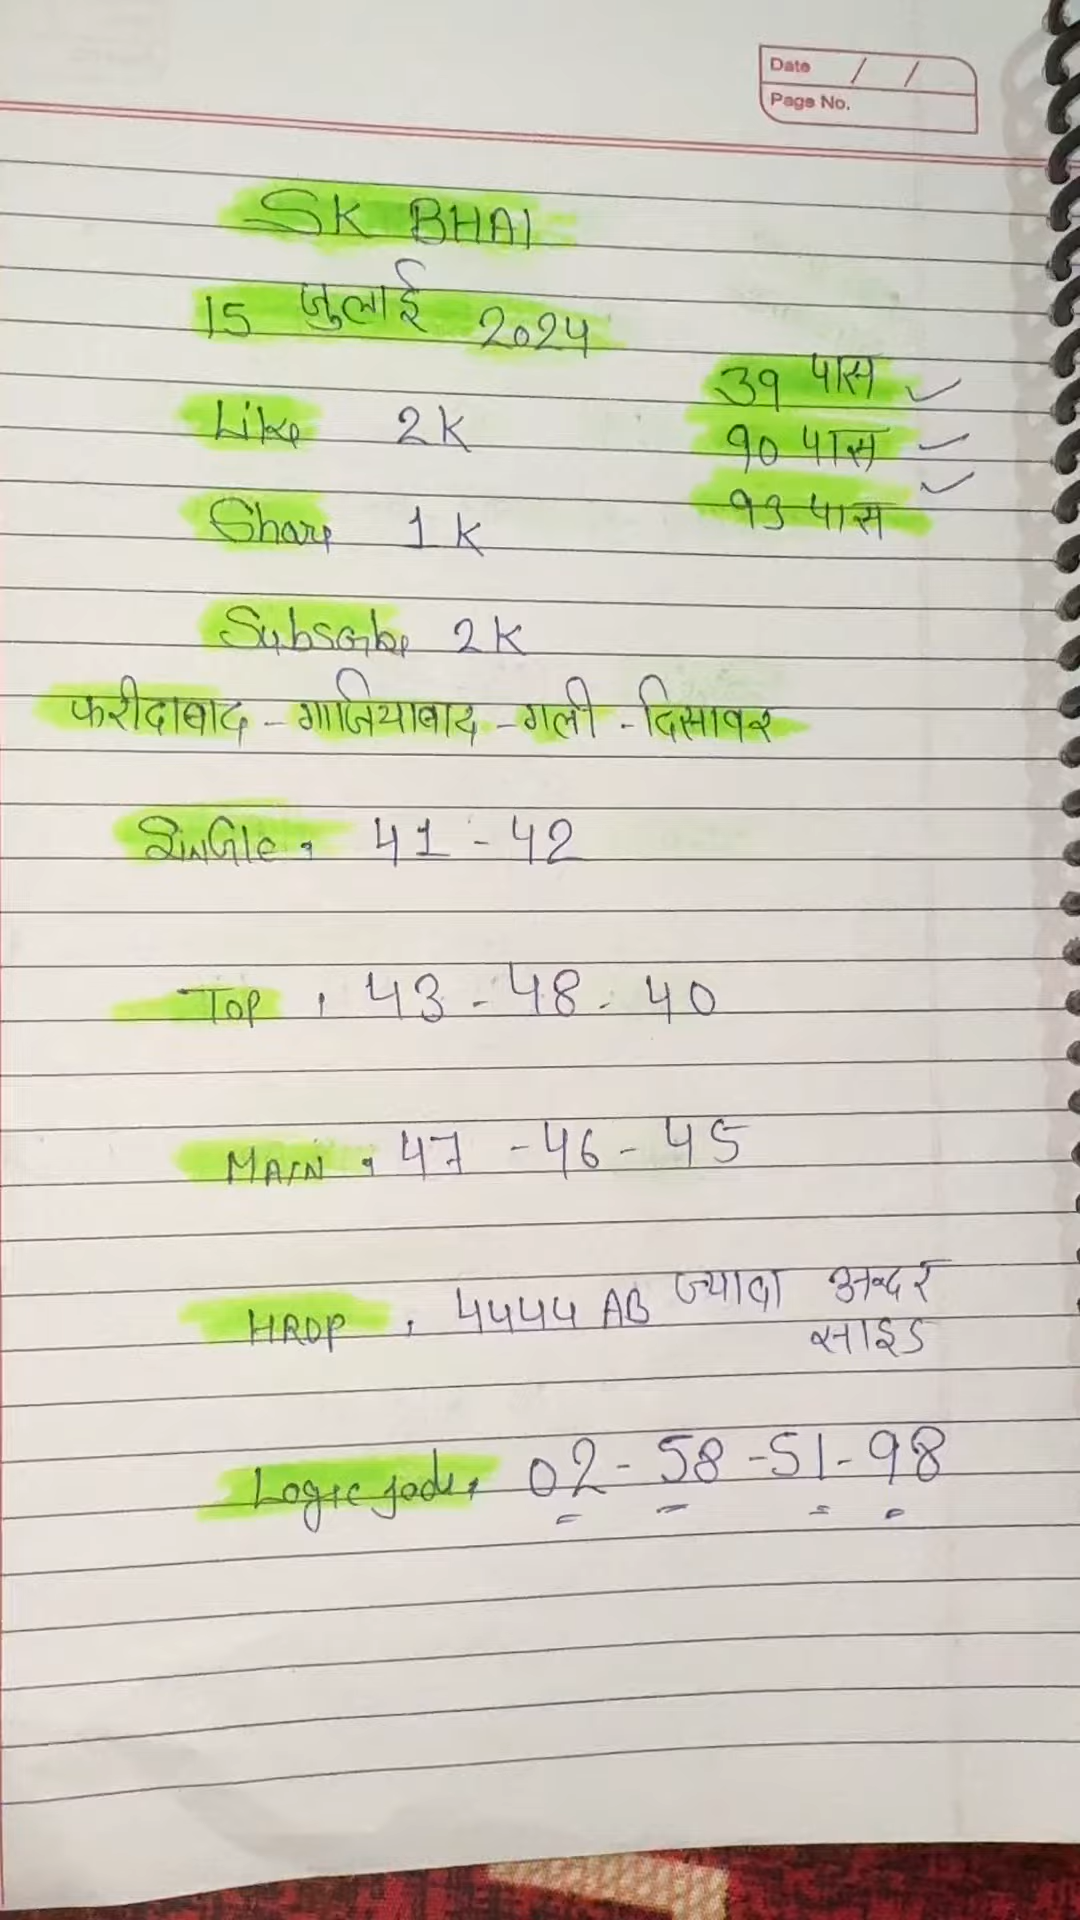 Date / /
Page No.
SK BHAI
15 जुलाई 2024
39 पास
Like 2K
90 पास
93 पास
Share 1K
Subscribe 2K
फरीदाबाद - गाजियाबाद - गली - दिसावर
SinGle, 41 - 42
TOP, 43 - 48 - 40
MAIN, 47 - 46 - 45
HROP, 4444 AB ज्यादा अन्दर
साइड
Logic jodi, 02 - 58 - 51 - 98